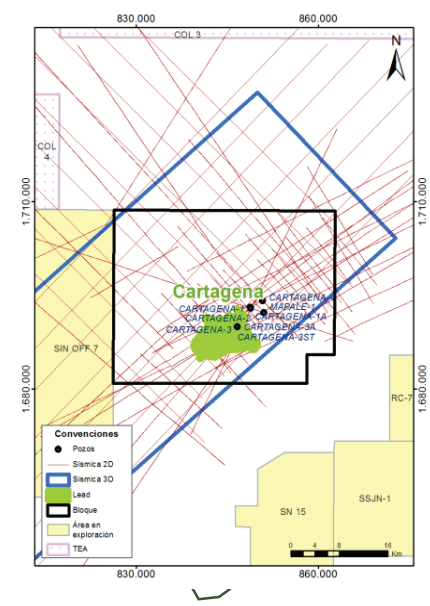 830.000
860.000
COL 3
N
COL
4
1.710.000
1.710.000
Cartagena
CARTAGENA
MAPALE
CARTAGENA-1
CARTAGENA-1A
CARTAGENA-2
CARTAGENA-3
CARTAGENA-3A
CARTAGENA-3ST
SIN OFF 7
1.680.000
1.680.000
RC-7
SSJN-1
SN 15
Convenciones
Pozos
Sísmica 2D
Sísmica 3D
Lead
Bloque
Área en
exploración
TEA
0 4 8 16
Km
830.000
860.000